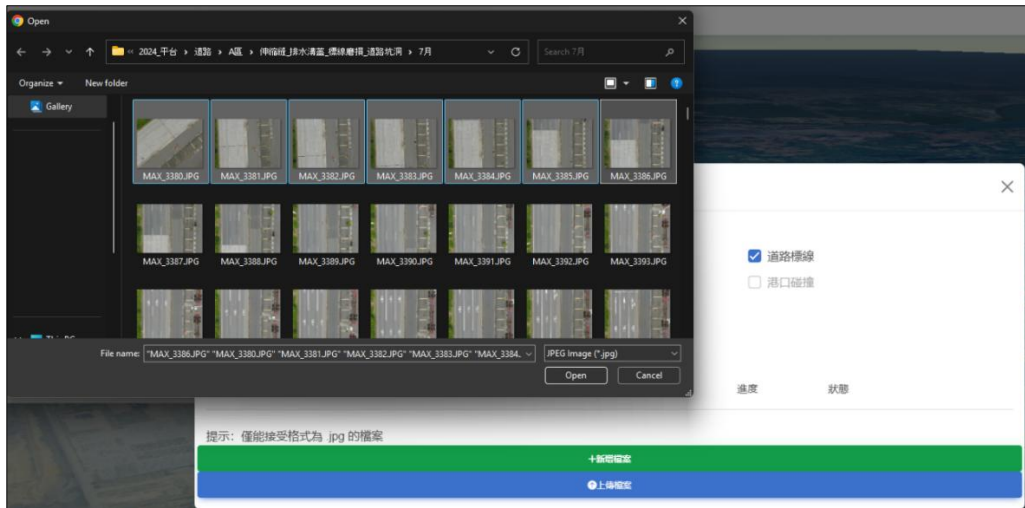 Open
2024_平台 › 道路 › A區 › 伸縮縫_排水溝蓋_標線磨損_道路坑洞 › 7月
Search 7月
Organize
New folder
Gallery
MAX_3380.JPG MAX_3381.JPG MAX_3382.JPG MAX_3383.JPG MAX_3384.JPG MAX_3385.JPG MAX_3386.JPG
MAX_3387.JPG MAX_3388.JPG MAX_3389.JPG MAX_3390.JPG MAX_3391.JPG MAX_3392.JPG MAX_3393.JPG
File name: "MAX_3386.JPG" "MAX_3380.JPG" "MAX_3381.JPG" "MAX_3382.JPG" "MAX_3383.JPG" "MAX_3384.
JPEG Image (*.jpg)
Open
Cancel
道路標線
港口碰撞
進度 狀態
提示: 僅能接受格式為 .jpg 的檔案
+新增檔案
上傳檔案